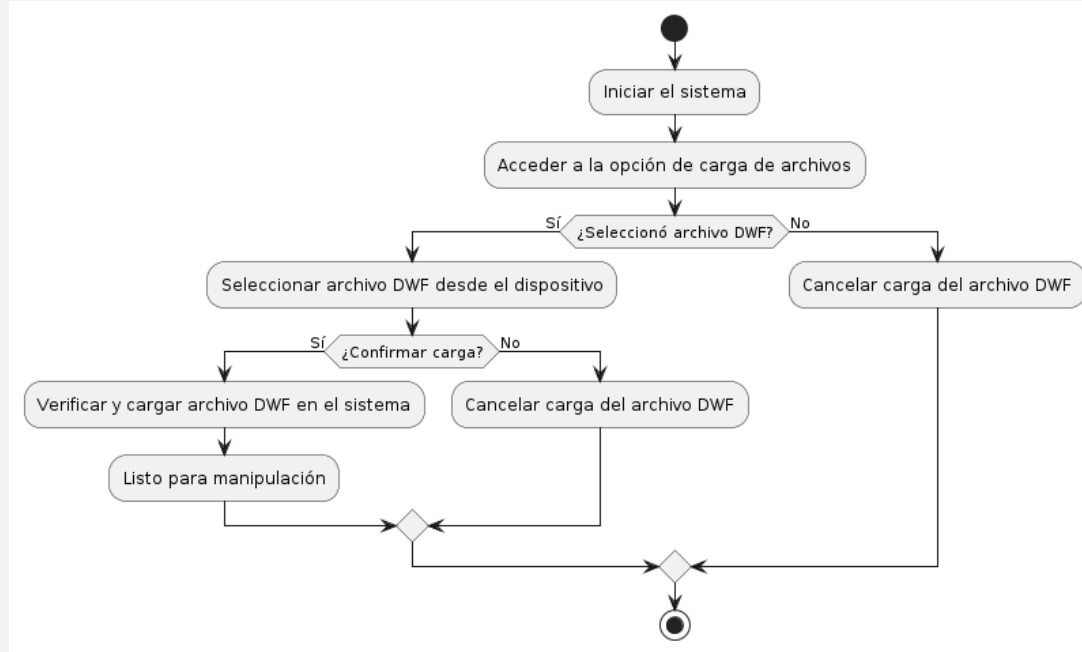 Iniciar el sistema
Acceder a la opción de carga de archivos
Sí
¿Seleccionó archivo DWF?
No
Seleccionar archivo DWF desde el dispositivo
Cancelar carga del archivo DWF
Sí
¿Confirmar carga?
No
Verificar y cargar archivo DWF en el sistema
Cancelar carga del archivo DWF
Listo para manipulación